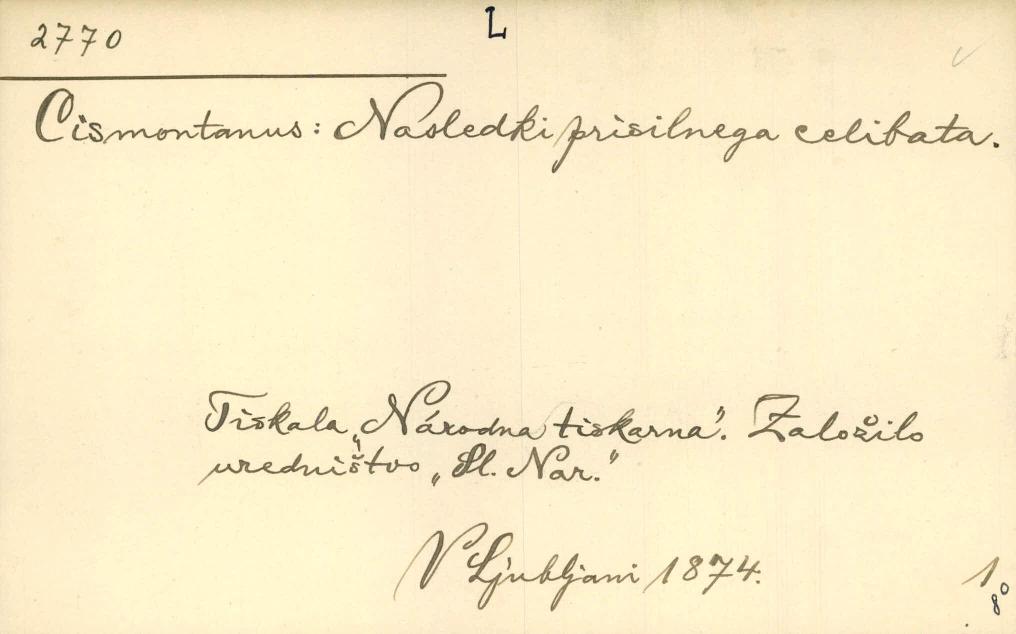 2770
L
Cismontanus: Nasledki prisilnega celibata.
Tiskala „Národna tiskarna“. Založilo
uredništvo „Sl. Nar.“
V Ljubljani 1874.
1
8°